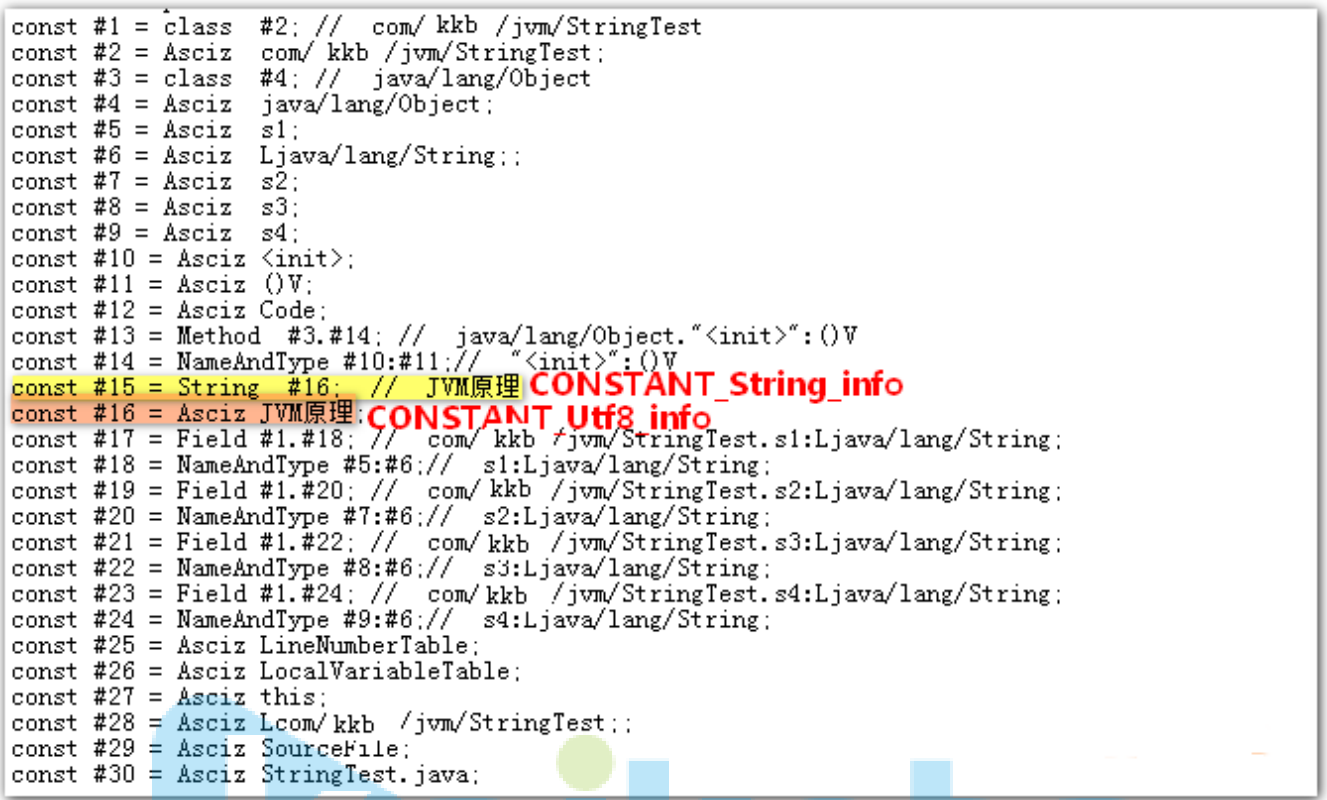 const #1 = class  #2; //  com/ kkb /jvm/StringTest
const #2 = Asciz  com/ kkb /jvm/StringTest;
const #3 = class  #4; //  java/lang/Object
const #4 = Asciz  java/lang/Object;
const #5 = Asciz  s1;
const #6 = Asciz  Ljava/lang/String;;
const #7 = Asciz  s2;
const #8 = Asciz  s3;
const #9 = Asciz  s4;
const #10 = Asciz <init>;
const #11 = Asciz ()V;
const #12 = Asciz Code;
const #13 = Method  #3.#14; //  java/lang/Object."<init>":()V
const #14 = NameAndType #10:#11;//  "<init>":()V
const #15 = String  #16;  //  JVM原理 CONSTANT_String_info
const #16 = Asciz JVM原理; CONSTANT_Utf8_info
const #17 = Field #1.#18; //  com/ kkb /jvm/StringTest.s1:Ljava/lang/String;
const #18 = NameAndType #5:#6;//  s1:Ljava/lang/String;
const #19 = Field #1.#20; //  com/ kkb /jvm/StringTest.s2:Ljava/lang/String;
const #20 = NameAndType #7:#6;//  s2:Ljava/lang/String;
const #21 = Field #1.#22; //  com/ kkb /jvm/StringTest.s3:Ljava/lang/String;
const #22 = NameAndType #8:#6;//  s3:Ljava/lang/String;
const #23 = Field #1.#24; //  com/ kkb /jvm/StringTest.s4:Ljava/lang/String;
const #24 = NameAndType #9:#6;//  s4:Ljava/lang/String;
const #25 = Asciz LineNumberTable;
const #26 = Asciz LocalVariableTable;
const #27 = Asciz this;
const #28 = Asciz Lcom/ kkb /jvm/StringTest;;
const #29 = Asciz SourceFile;
const #30 = Asciz StringTest.java;